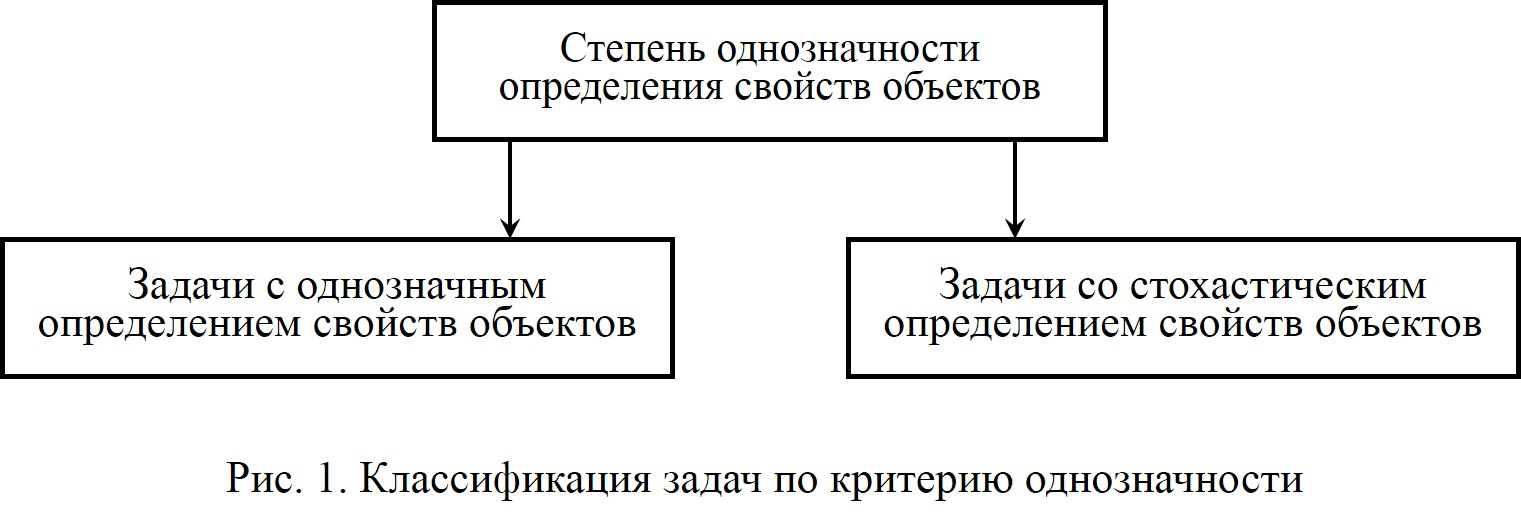 Степень однозначности
определения свойств объектов
Задачи с однозначным
определением свойств объектов
Задачи со стохастическим
определением свойств объектов
Рис. 1. Классификация задач по критерию однозначности